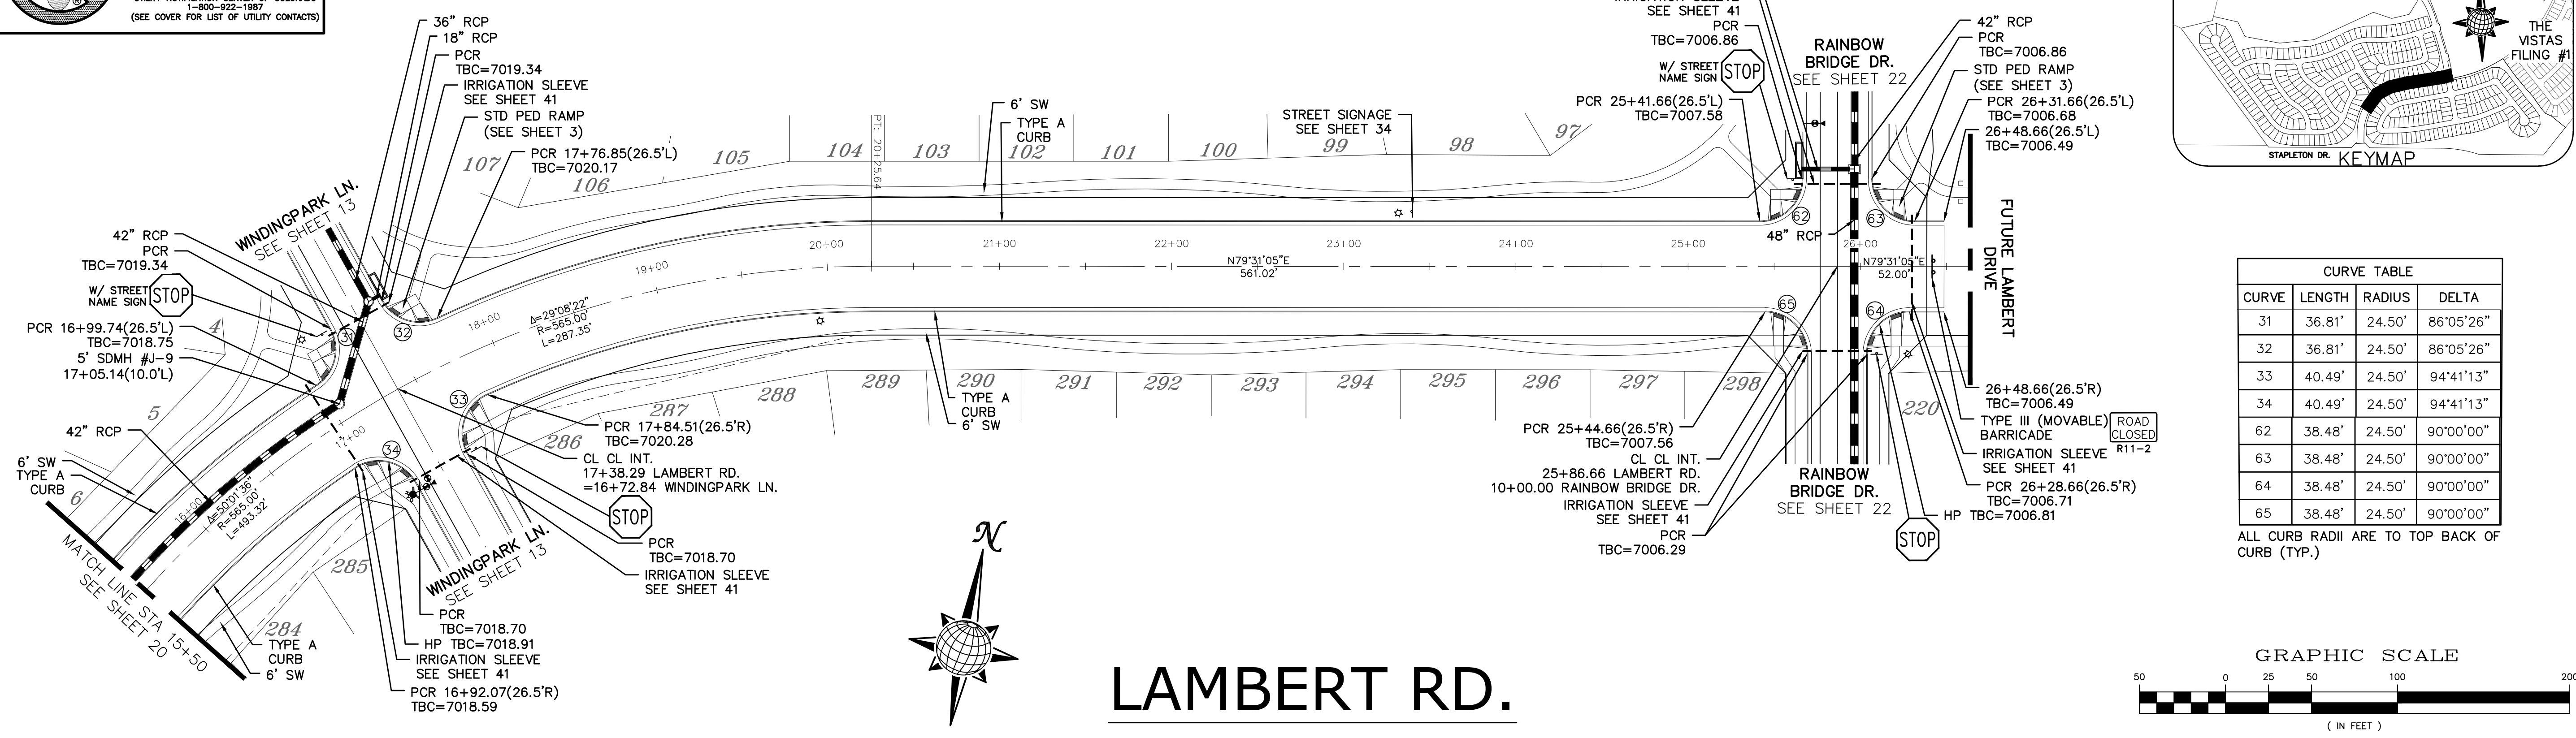 1-800-922-1987
(SEE COVER FOR LIST OF UTILITY CONTACTS)
36" RCP
18" RCP
PCR
TBC=7019.34
IRRIGATION SLEEVE
SEE SHEET 41
STD PED RAMP
(SEE SHEET 3)
PCR 17+76.85(26.5'L)
TBC=7020.17
WINDINGPARK LN.
SEE SHEET 13
42" RCP
PCR
TBC=7019.34
W/ STREET
NAME SIGN
STOP
PCR 16+99.74(26.5'L)
TBC=7018.75
5' SDMH #J-9
17+05.14(10.0'L)
42" RCP
6' SW
TYPE A
CURB
MATCH LINE STA 15+50
SEE SHEET 20
4
5
6
107
106
105
104
103
102
101
100
99
98
97
PT: 20+25.64
6' SW
TYPE A
CURB
STREET SIGNAGE
SEE SHEET 34
16+00
17+00
18+00
19+00
20+00
21+00
22+00
23+00
24+00
25+00
26+00
Δ=50°01'36"
R=565.00'
L=493.32'
Δ=29°08'22"
R=565.00'
L=287.35'
N79°31'05"E
561.02'
N79°31'05"E
52.00'
31
32
33
34
62
63
64
65
284
285
286
287
288
289
290
291
292
293
294
295
296
297
298
220
TYPE A
CURB
6' SW
PCR 17+84.51(26.5'R)
TBC=7020.28
CL CL INT.
17+38.29 LAMBERT RD.
=16+72.84 WINDINGPARK LN.
STOP
PCR
TBC=7018.70
IRRIGATION SLEEVE
SEE SHEET 41
WINDINGPARK LN.
SEE SHEET 13
PCR
TBC=7018.70
HP TBC=7018.91
IRRIGATION SLEEVE
SEE SHEET 41
PCR 16+92.07(26.5'R)
TBC=7018.59
TYPE A
CURB
6' SW
SEE SHEET 41
PCR
TBC=7006.86
W/ STREET
NAME SIGN
STOP
PCR 25+41.66(26.5'L)
TBC=7007.58
RAINBOW
BRIDGE DR.
SEE SHEET 22
42" RCP
PCR
TBC=7006.86
STD PED RAMP
(SEE SHEET 3)
PCR 26+31.66(26.5'L)
TBC=7006.68
26+48.66(26.5'L)
TBC=7006.49
48" RCP
FUTURE LAMBERT
DRIVE
PCR 25+44.66(26.5'R)
TBC=7007.56
CL CL INT.
25+86.66 LAMBERT RD.
10+00.00 RAINBOW BRIDGE DR.
IRRIGATION SLEEVE
SEE SHEET 41
PCR
TBC=7006.29
RAINBOW
BRIDGE DR.
SEE SHEET 22
26+48.66(26.5'R)
TBC=7006.49
TYPE III (MOVABLE)
BARRICADE
ROAD
CLOSED
R11-2
IRRIGATION SLEEVE
SEE SHEET 41
PCR 26+28.66(26.5'R)
TBC=7006.71
HP TBC=7006.81
STOP
THE
VISTAS
FILING #1
STAPLETON DR.
KEYMAP
CURVE TABLE
CURVE LENGTH RADIUS DELTA
31 36.81' 24.50' 86°05'26"
32 36.81' 24.50' 86°05'26"
33 40.49' 24.50' 94°41'13"
34 40.49' 24.50' 94°41'13"
62 38.48' 24.50' 90°00'00"
63 38.48' 24.50' 90°00'00"
64 38.48' 24.50' 90°00'00"
65 38.48' 24.50' 90°00'00"
ALL CURB RADII ARE TO TOP BACK OF
CURB (TYP.)
N
LAMBERT RD.
GRAPHIC SCALE
50 0 25 50 100 200
( IN FEET )